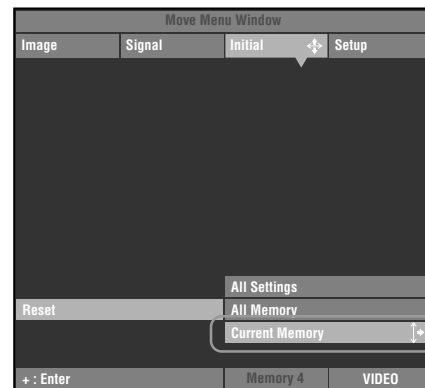 Move Menu Window
Image Signal Initial Setup
All Settings
Reset All Memory
Current Memory
+ : Enter Memory 4 VIDEO